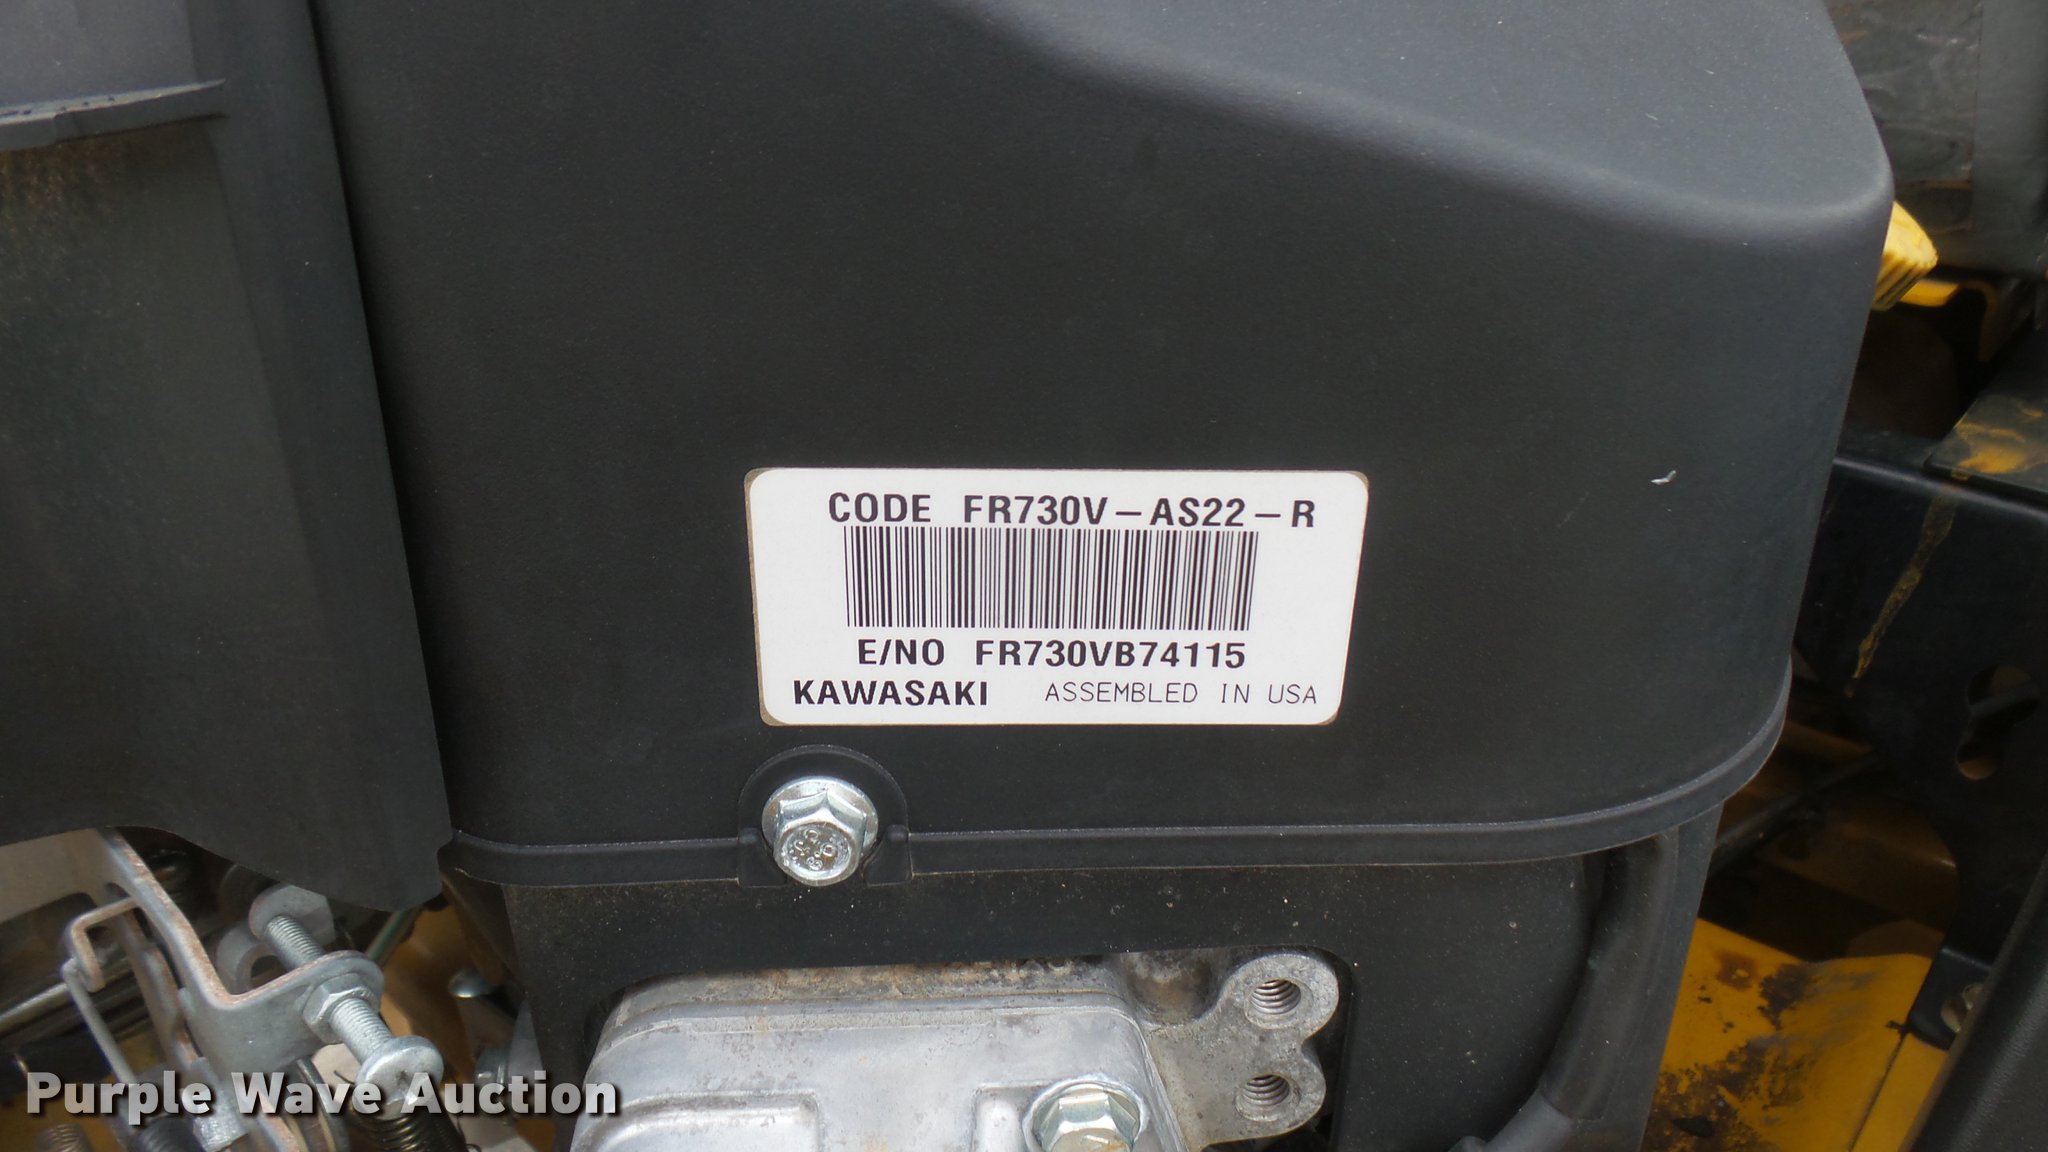 CODE FR730V-AS22-R
E/NO FR730VB74115
KAWASAKI ASSEMBLED IN USA
Purple Wave Auction